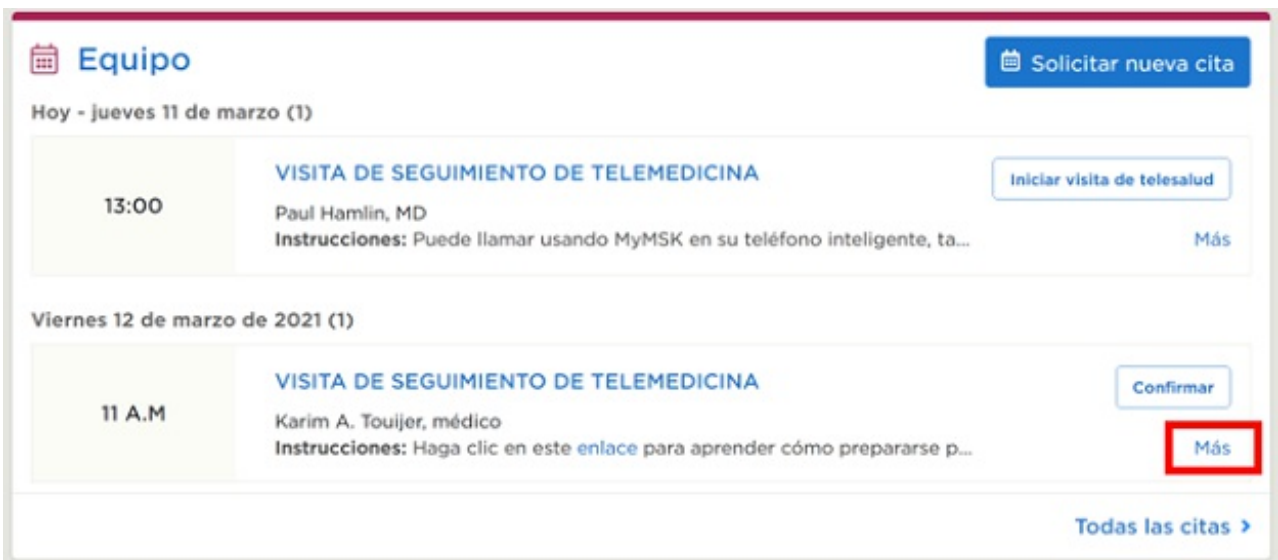 Equipo
Solicitar nueva cita
Hoy - jueves 11 de marzo (1)
13:00
VISITA DE SEGUIMIENTO DE TELEMEDICINA
Iniciar visita de telesalud
Paul Hamlin, MD
Instrucciones: Puede llamar usando MyMSK en su teléfono inteligente, ta...
Más
Viernes 12 de marzo de 2021 (1)
11 A.M
VISITA DE SEGUIMIENTO DE TELEMEDICINA
Confirmar
Karim A. Touijer, médico
Instrucciones: Haga clic en este enlace para aprender cómo prepararse p...
Más
Todas las citas >